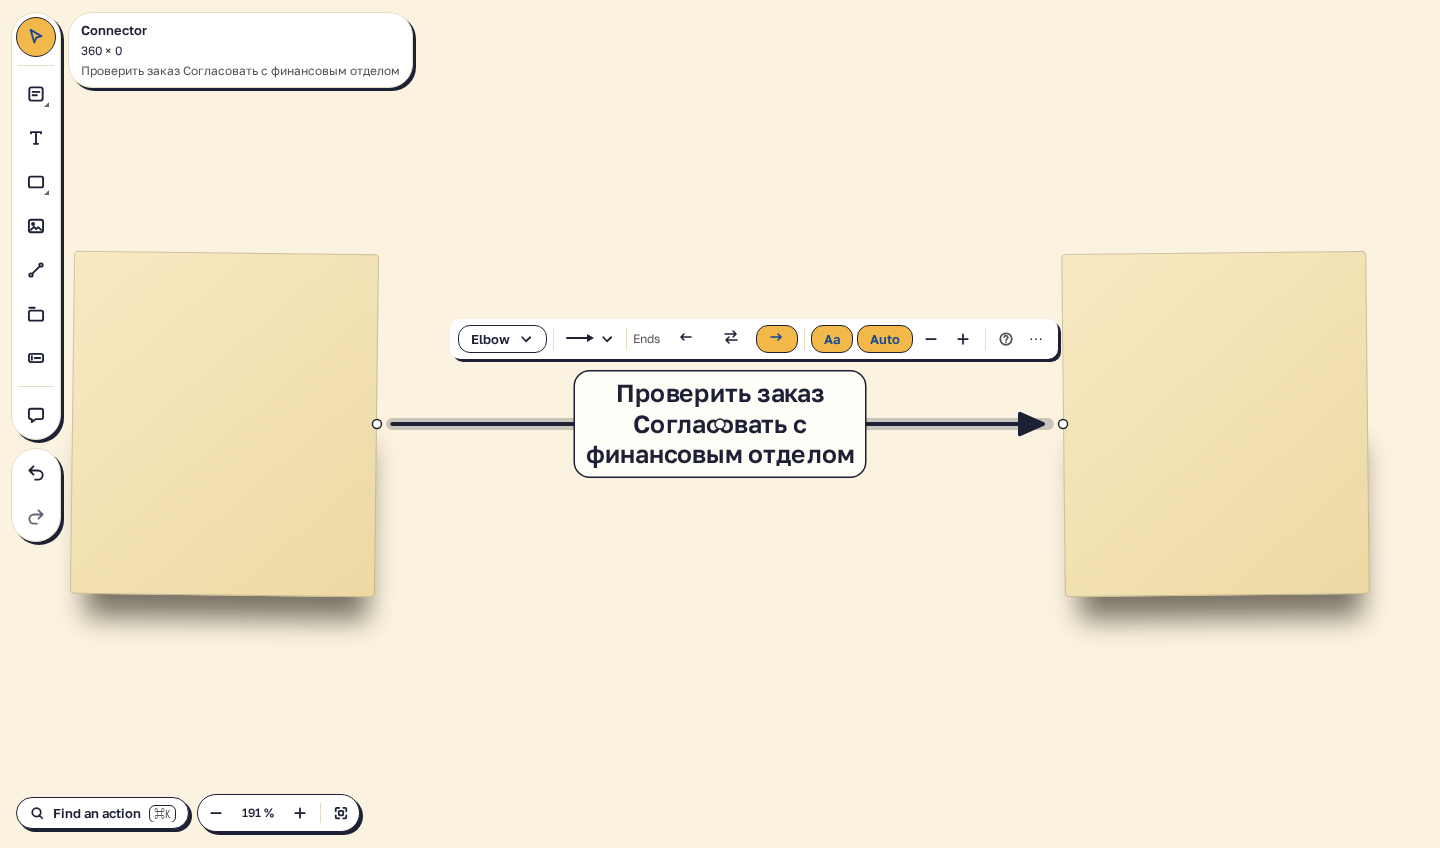 Connector
360 × 0
Проверить заказ Согласовать с финансовым отделом
Elbow
Ends
Aa
Auto
Проверить заказ
Согласовать с
финансовым отделом
Find an action ⌘K
191 %